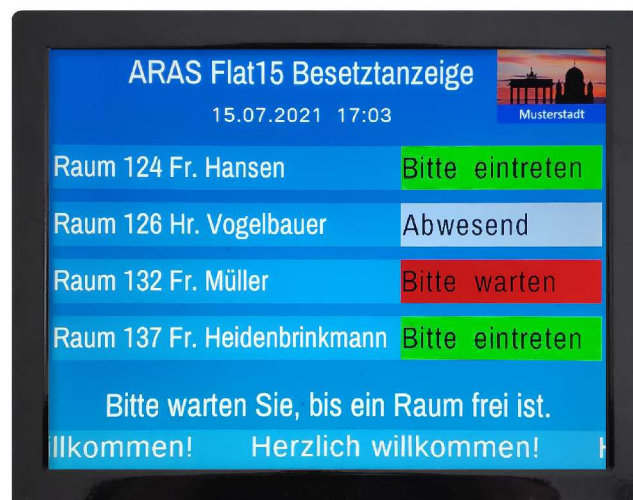 ARAS Flat15 Besetztanzeige
15.07.2021 17:03
Musterstadt
Raum 124 Fr. Hansen Bitte eintreten
Raum 126 Hr. Vogelbauer Abwesend
Raum 132 Fr. Müller Bitte warten
Raum 137 Fr. Heidenbrinkmann Bitte eintreten
Bitte warten Sie, bis ein Raum frei ist.
illkommen! Herzlich willkommen! H